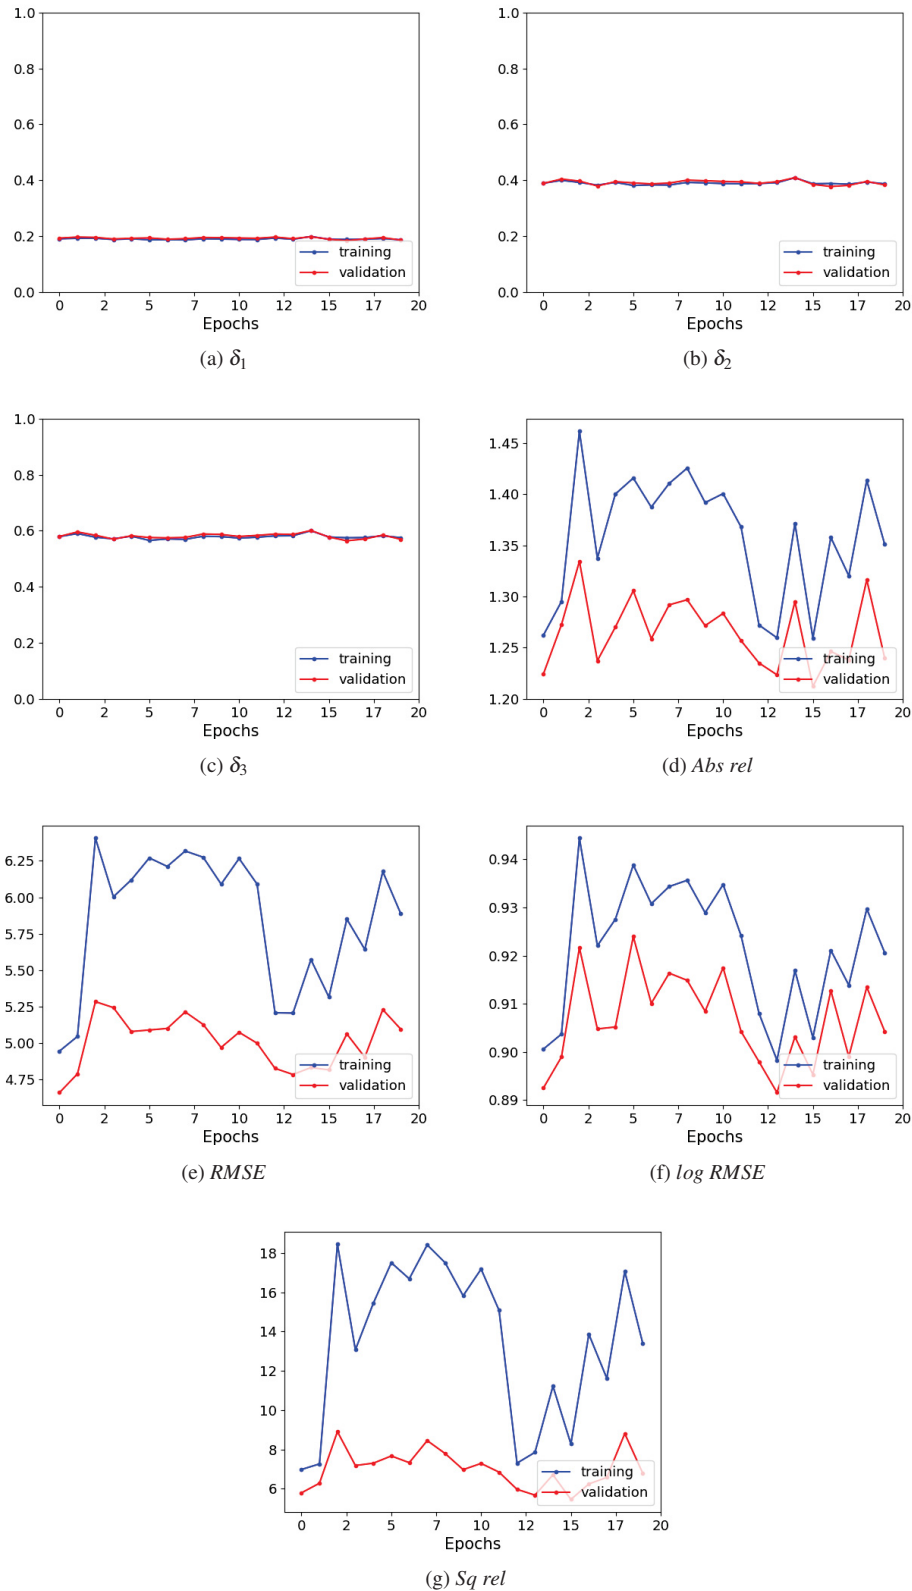 1.0
1.0
0.8
0.8
0.6
0.6
0.4
0.4
0.2
0.2
training
training
validation
validation
0.0
0.0
0 2 5 7 10 12 15 17 20
0 2 5 7 10 12 15 17 20
Epochs
Epochs
(a) δ1
(b) δ2
1.0
0.8
0.6
0.4
0.2
training
validation
0.0
0 2 5 7 10 12 15 17 20
Epochs
(c) δ3
1.45
1.40
1.35
1.30
1.25
training
validation
1.20
0 2 5 7 10 12 15 17 20
Epochs
(d) Abs rel
6.25
6.00
5.75
5.50
5.25
5.00
4.75
training
validation
0 2 5 7 10 12 15 17 20
Epochs
(e) RMSE
0.94
0.93
0.92
0.91
0.90
0.89
training
validation
0 2 5 7 10 12 15 17 20
Epochs
(f) log RMSE
18
16
14
12
10
8
6
training
validation
0 2 5 7 10 12 15 17 20
Epochs
(g) Sq rel